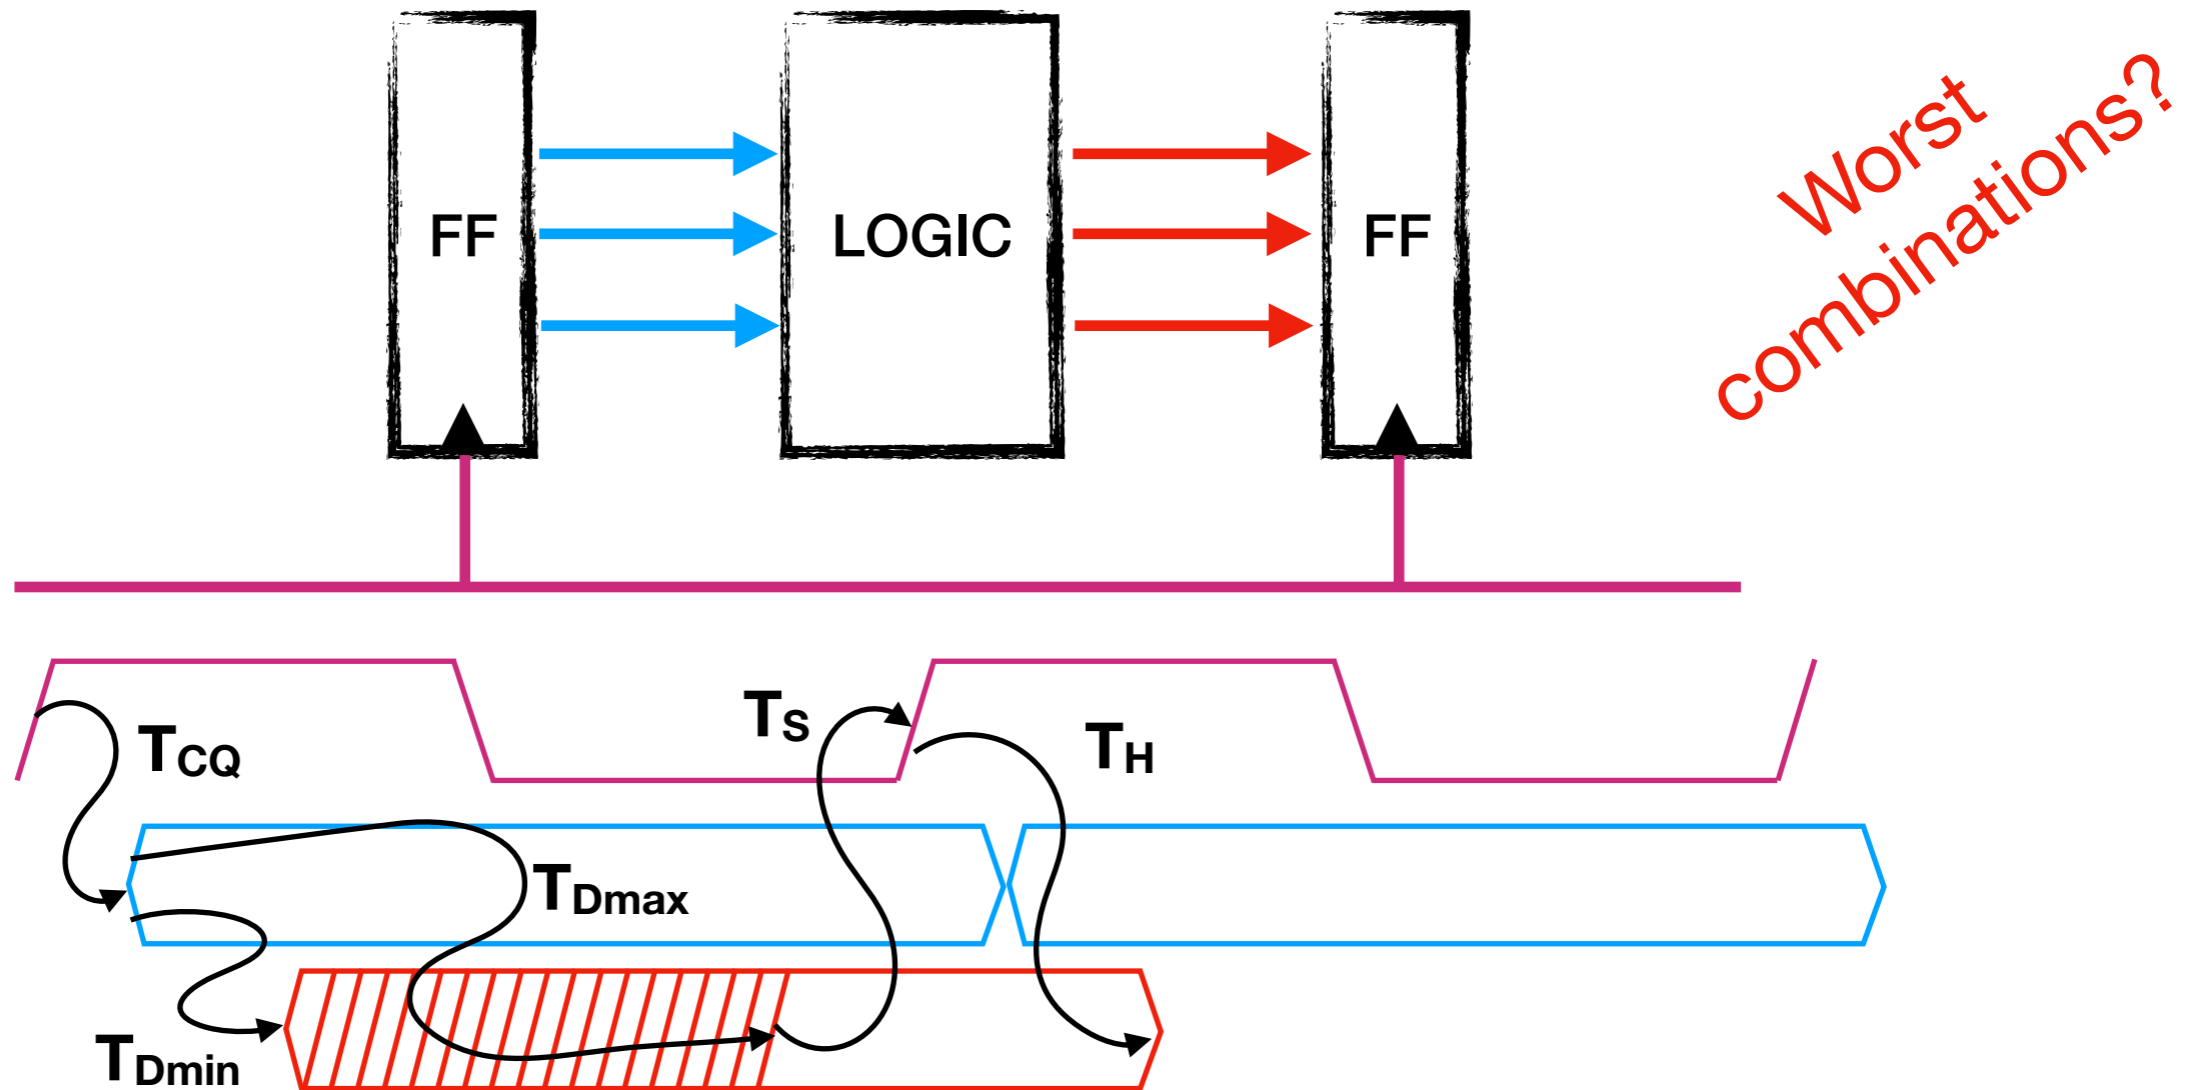 FF
LOGIC
FF
Worst
combinations?
TCQ
TS
TH
TDmax
TDmin